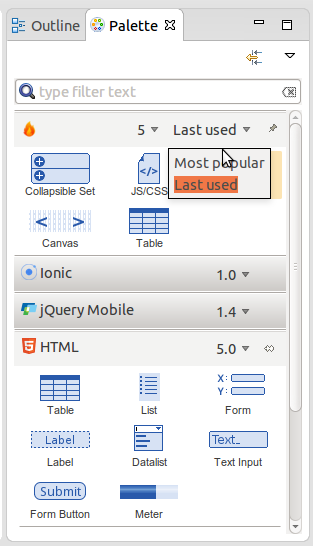 Outline
Palette
type filter text
5
Last used
Most popular
Last used
Collapsible Set
JS/CSS
</>
Canvas
Table
Ionic
1.0
jQuery Mobile
1.4
HTML
5.0
Table
List
X:
Y:
Form
Label
Label
Datalist
Text_
Text Input
Submit
Form Button
Meter